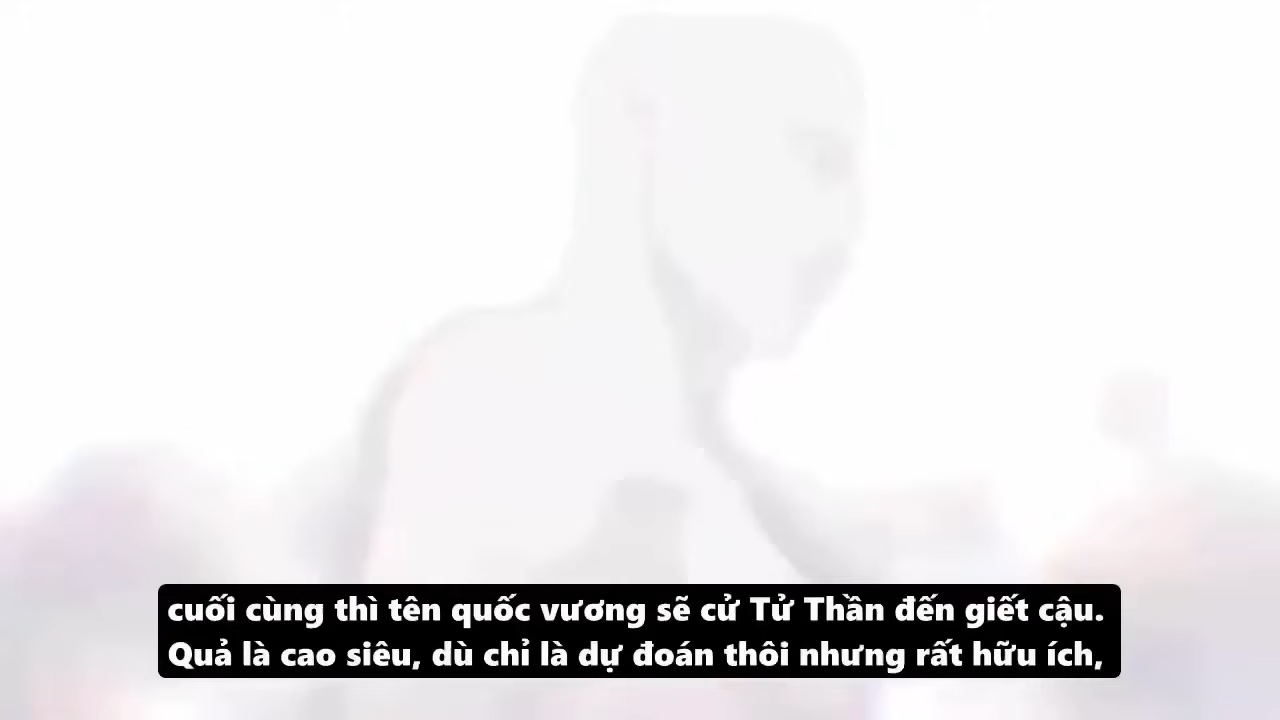 cuối cùng thì tên quốc vương sẽ cử Tử Thần đến giết cậu.
Quả là cao siêu, dù chỉ là dự đoán thôi nhưng rất hữu ích,